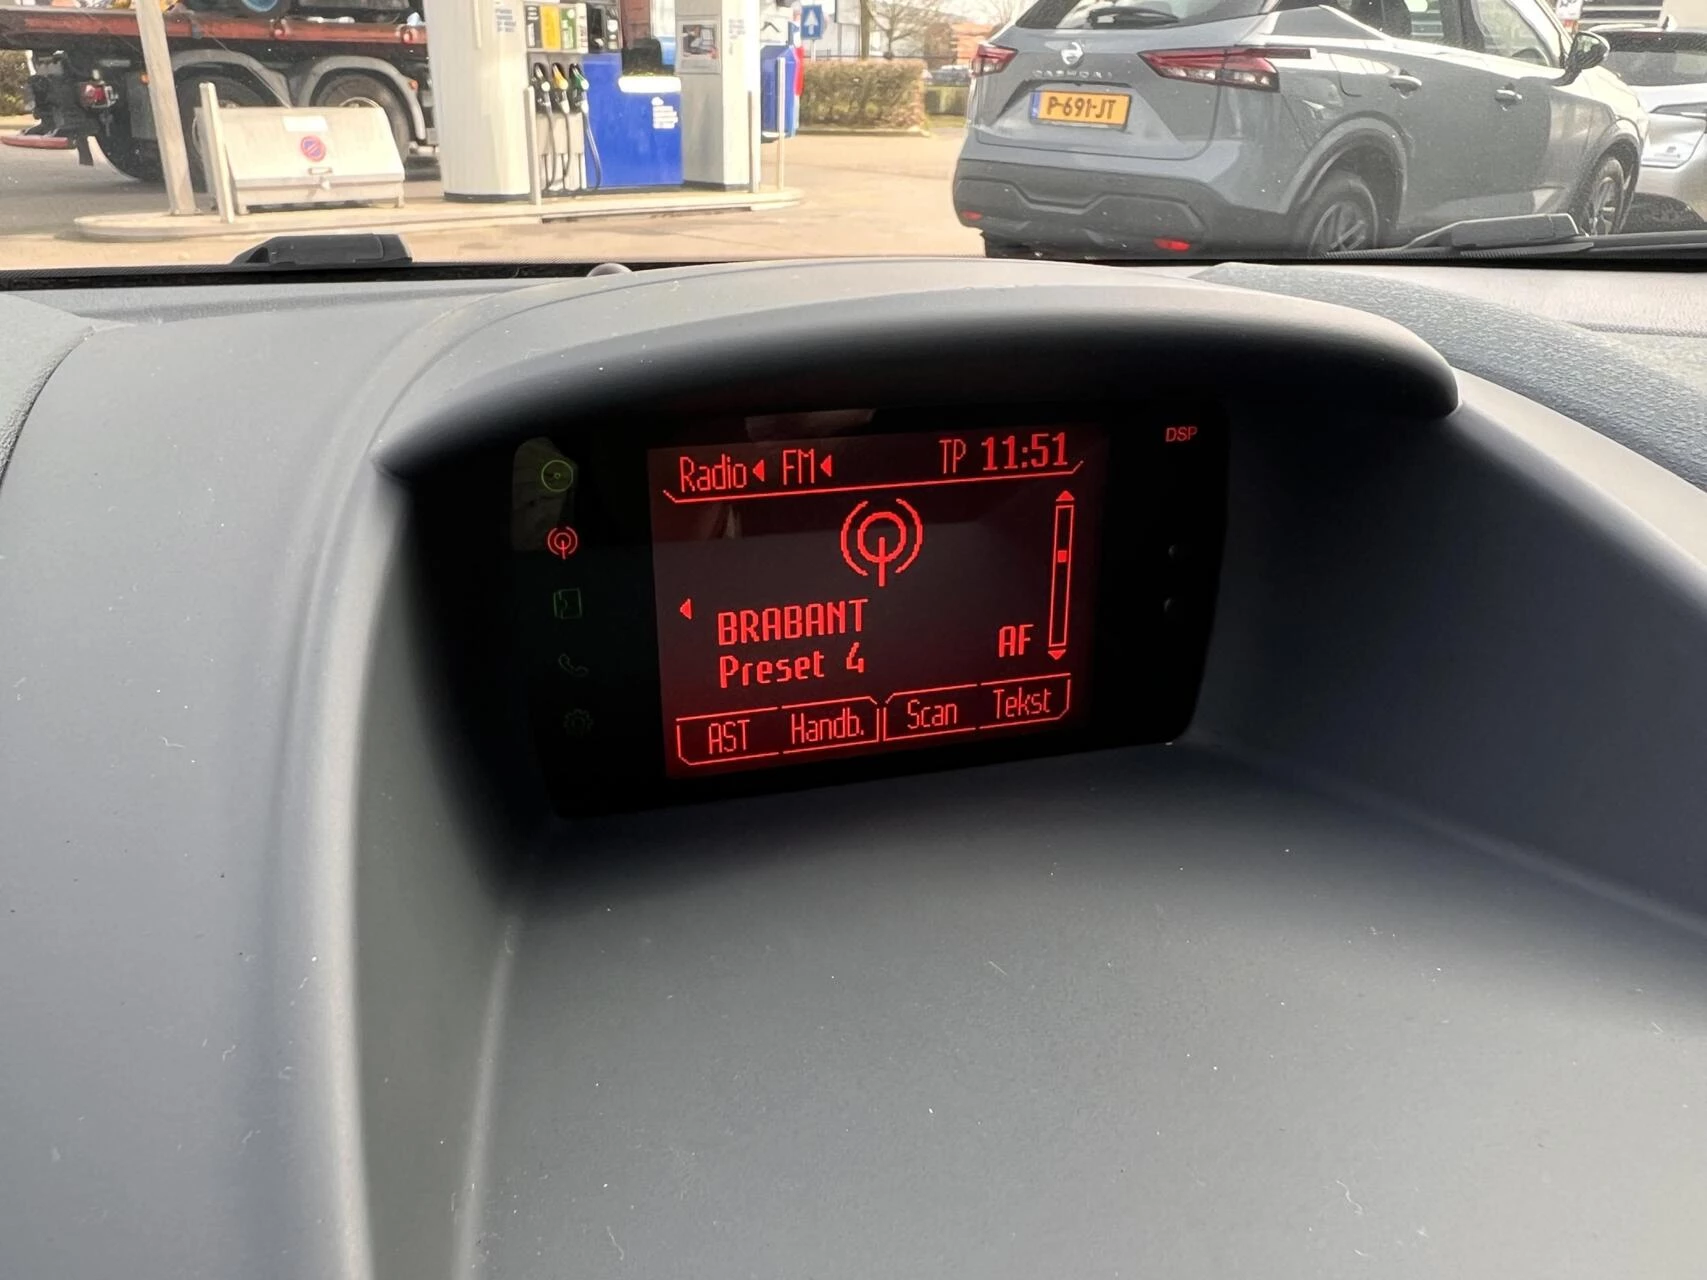 QASHQAI
P-691-JT
DSP
Radio FM TP 11:51
BRABANT
Preset 4 AF
AST Handb. Scan Tekst